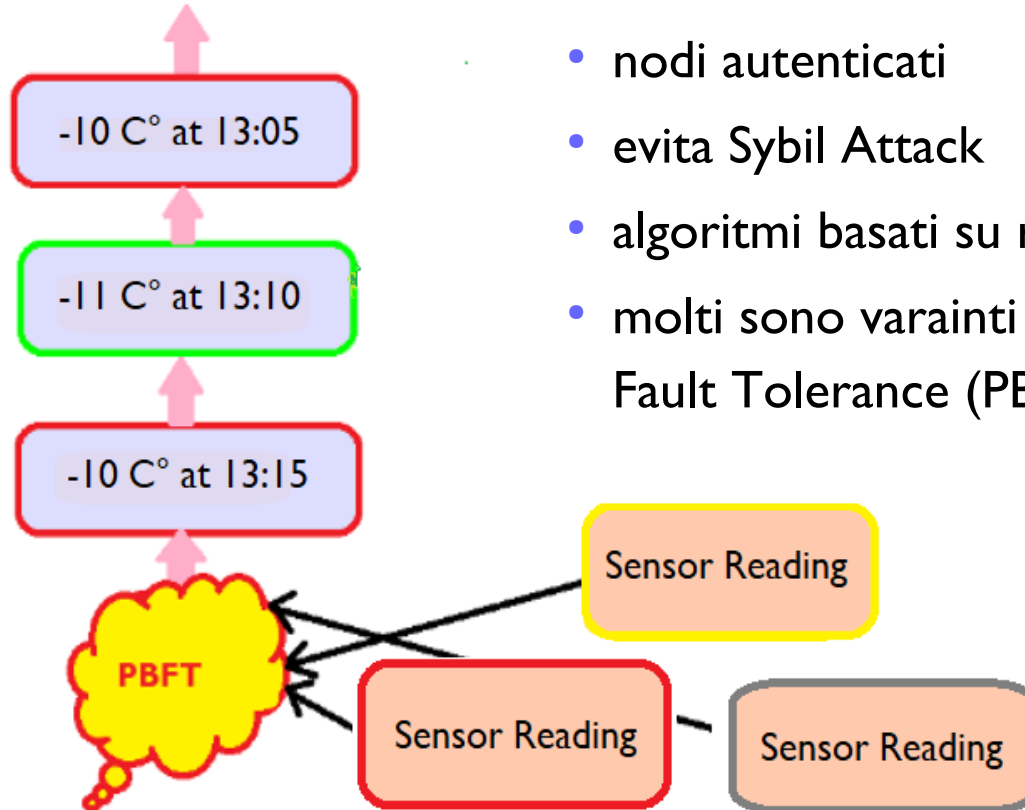 -10 C° at 13:05
-11 C° at 13:10
-10 C° at 13:15
PBFT
Sensor Reading
Sensor Reading
Sensor Reading
• nodi autenticati
• evita Sybil Attack
• algoritmi basati su
• molti sono varainti
Fault Tolerance